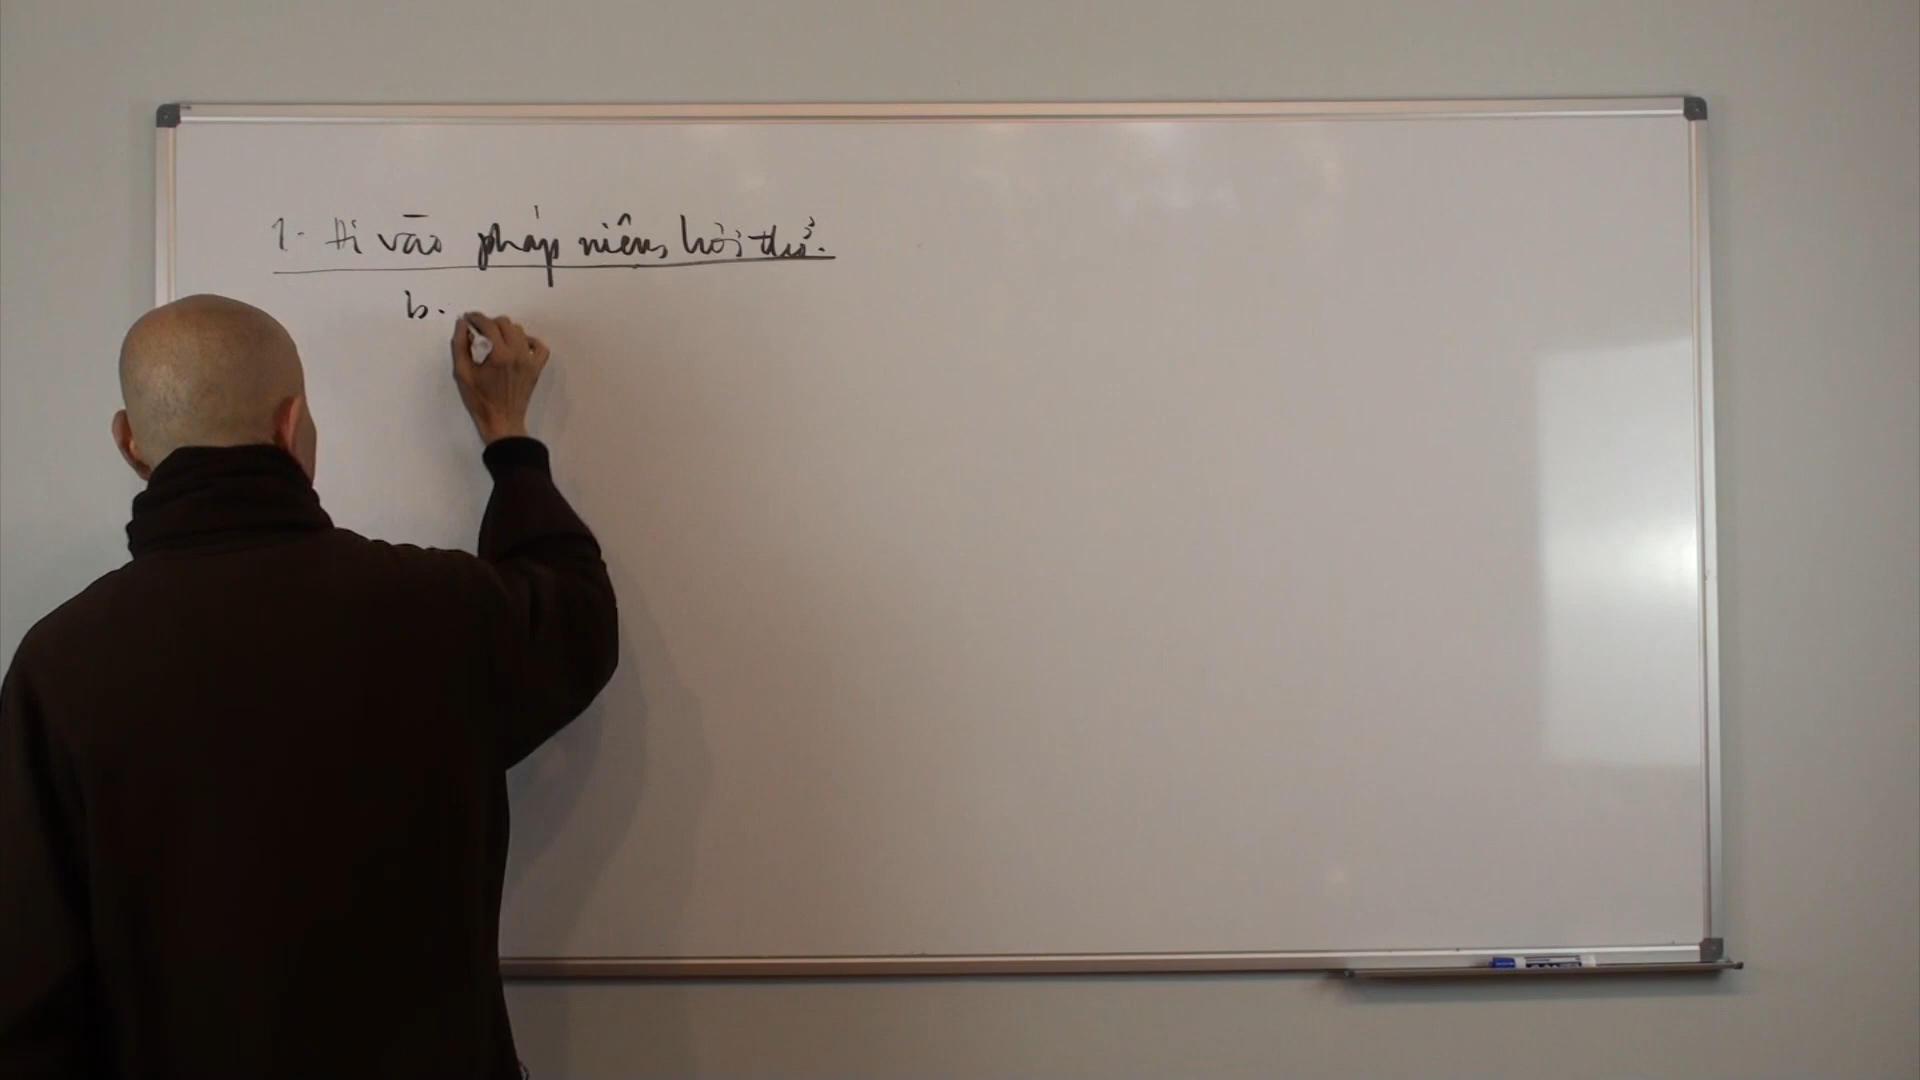 1. Đi vào pháp niệm hơi thở.
b.